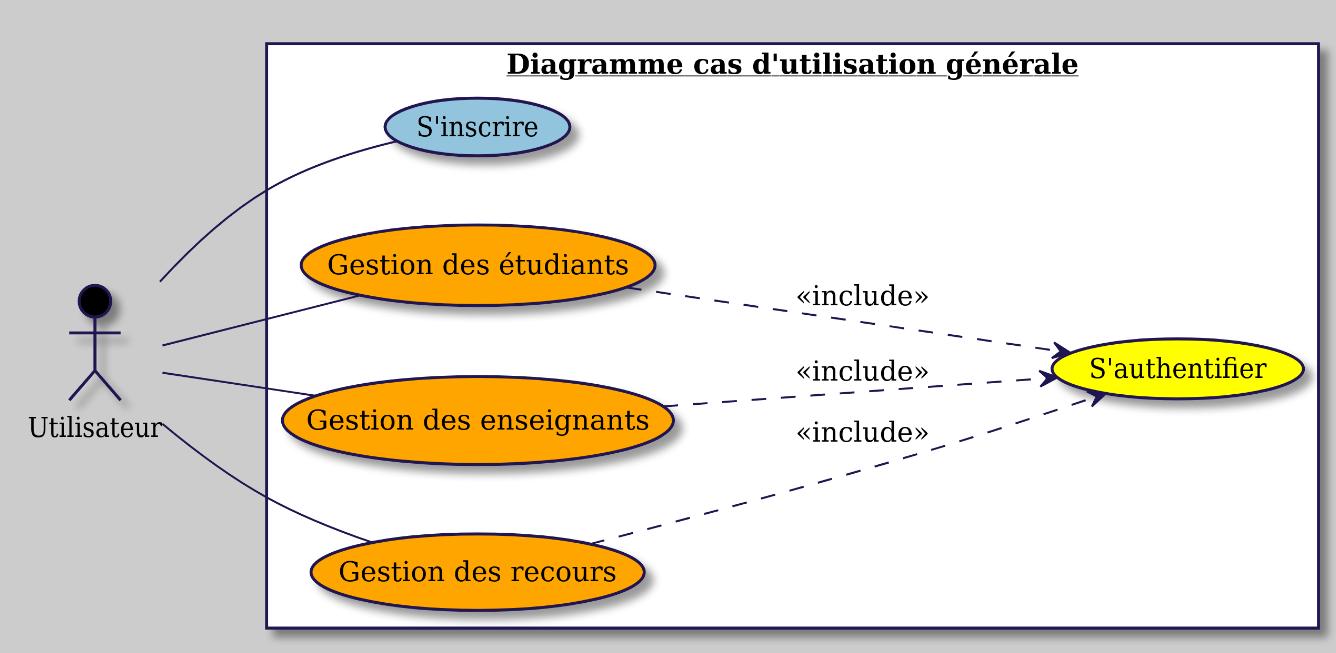 Diagramme cas d'utilisation générale
S'inscrire
Gestion des étudiants
«include»
S'authentifier
«include»
Gestion des enseignants
Utilisateur
«include»
Gestion des recours